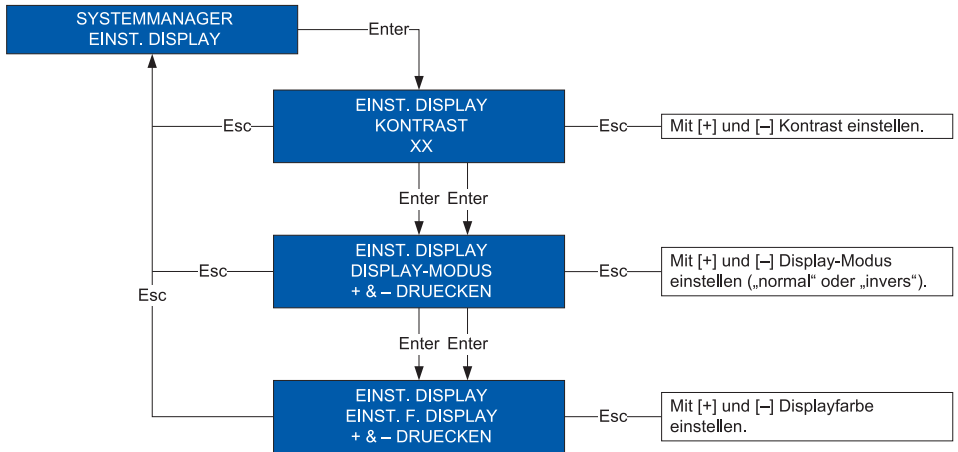 SYSTEMMANAGER
EINST. DISPLAY
Enter
EINST. DISPLAY
KONTRAST
XX
Esc
Esc
Mit [+] und [–] Kontrast einstellen.
Enter Enter
EINST. DISPLAY
DISPLAY-MODUS
+ & – DRUECKEN
Esc
Esc
Mit [+] und [–] Display-Modus
einstellen („normal“ oder „invers“).
Esc
Enter Enter
EINST. DISPLAY
EINST. F. DISPLAY
+ & – DRUECKEN
Esc
Mit [+] und [–] Displayfarbe
einstellen.